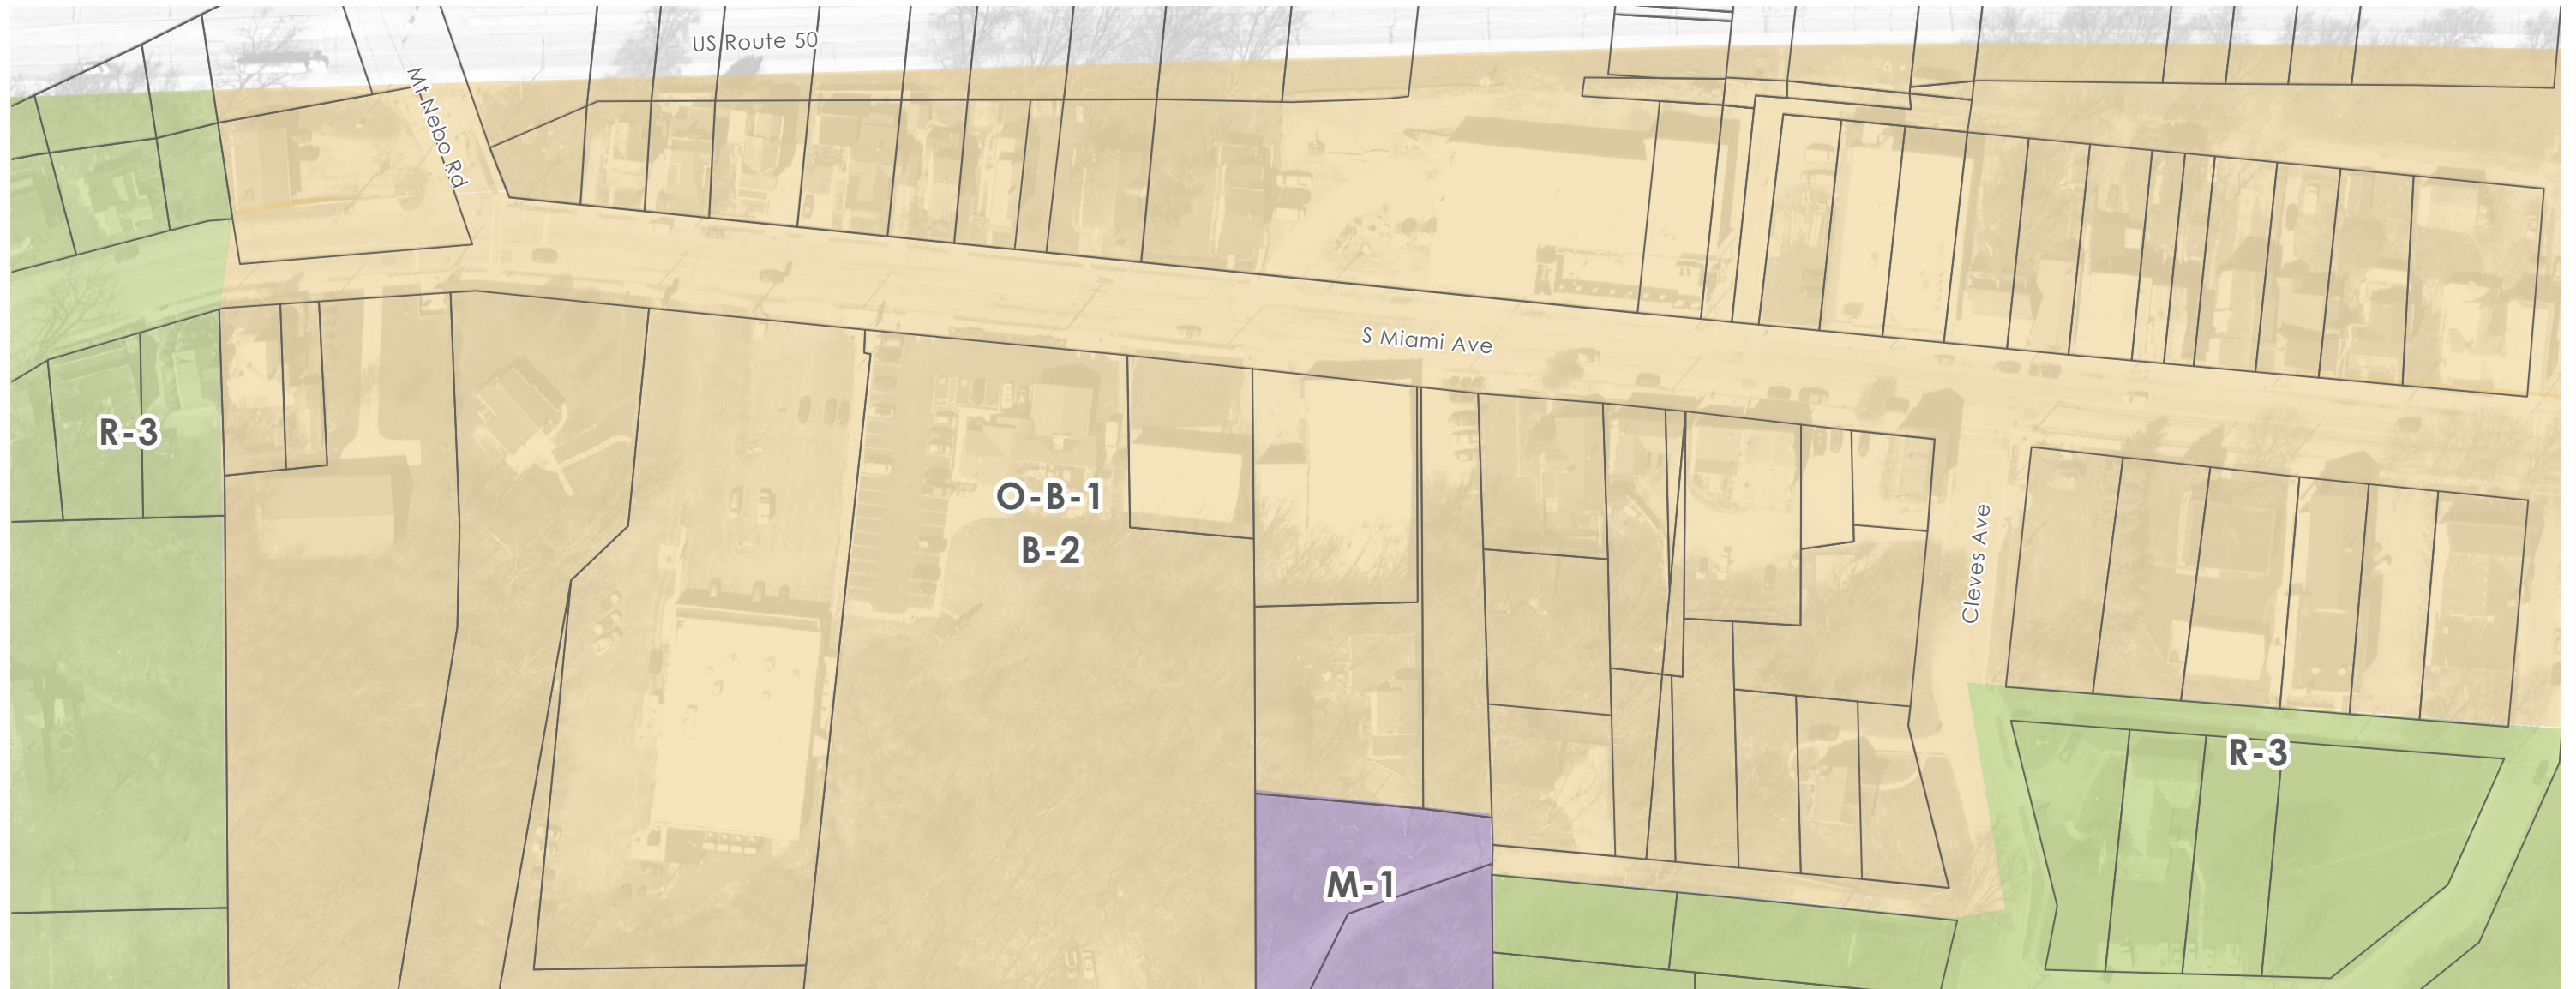 US Route 50
Mt Nebo Rd
S Miami Ave
R-3
O-B-1
B-2
Cleves Ave
R-3
M-1